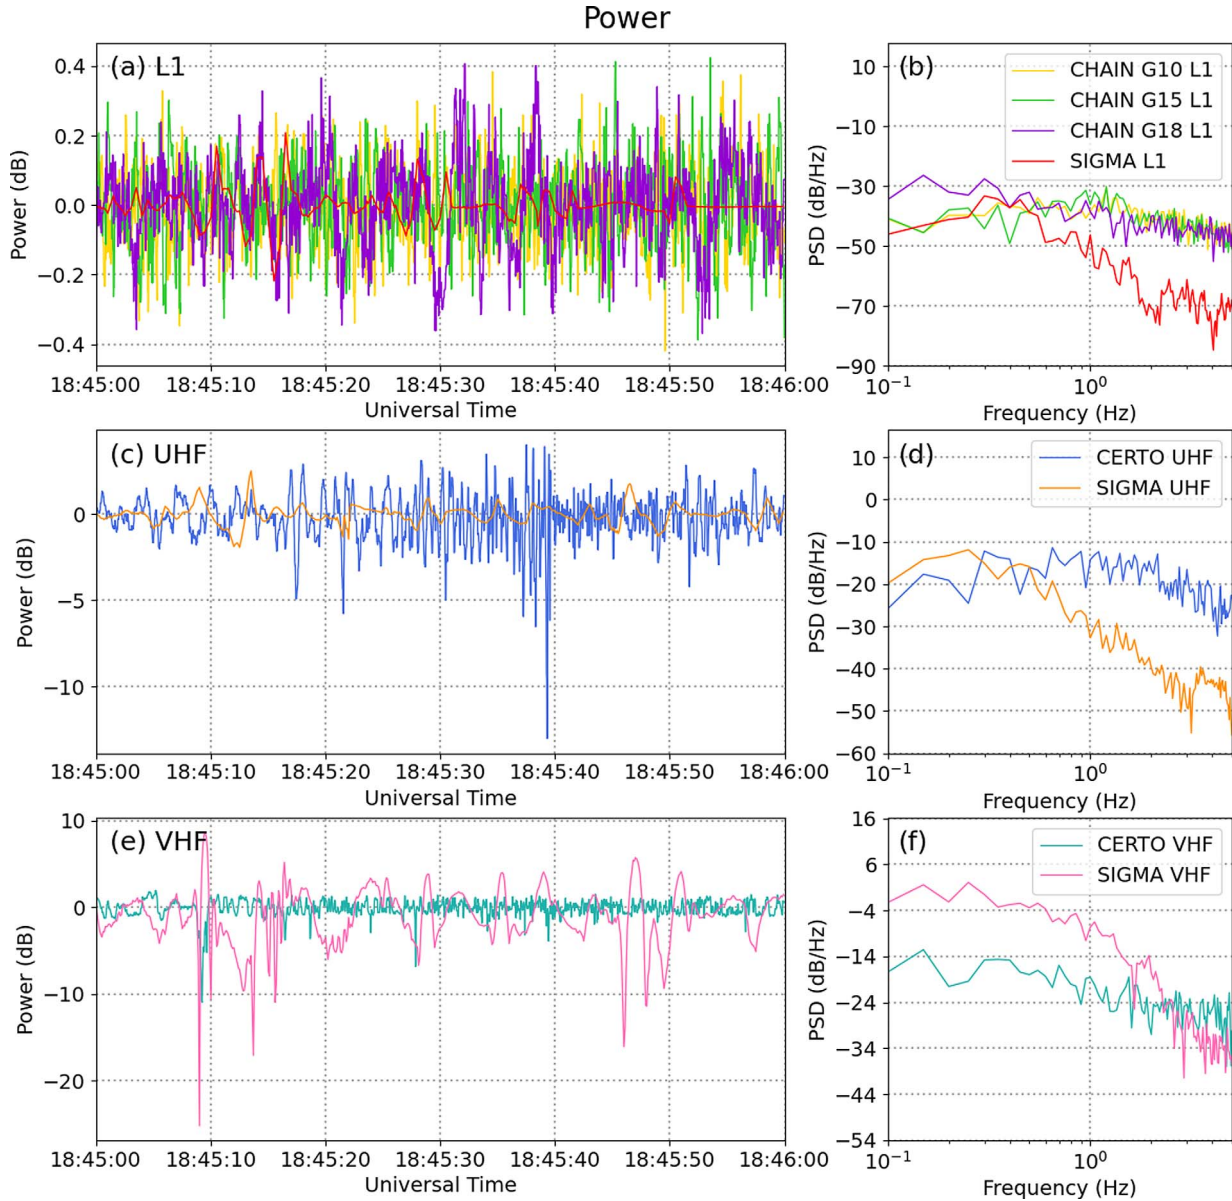 Power
(a) L1
Power (dB)
0.4
0.2
0.0
−0.2
−0.4
18:45:00 18:45:10 18:45:20 18:45:30 18:45:40 18:45:50 18:46:00
Universal Time
(b)
CHAIN G10 L1
CHAIN G15 L1
CHAIN G18 L1
SIGMA L1
PSD (dB/Hz)
10
−10
−30
−50
−70
−90
10⁻¹ 10⁰
Frequency (Hz)
(c) UHF
Power (dB)
0
−5
−10
18:45:00 18:45:10 18:45:20 18:45:30 18:45:40 18:45:50 18:46:00
Universal Time
(d)
CERTO UHF
SIGMA UHF
PSD (dB/Hz)
10
0
−10
−20
−30
−40
−50
−60
10⁻¹ 10⁰
Frequency (Hz)
(e) VHF
Power (dB)
10
0
−10
−20
18:45:00 18:45:10 18:45:20 18:45:30 18:45:40 18:45:50 18:46:00
Universal Time
(f)
CERTO VHF
SIGMA VHF
PSD (dB/Hz)
16
6
−4
−14
−24
−34
−44
−54
10⁻¹ 10⁰
Frequency (Hz)